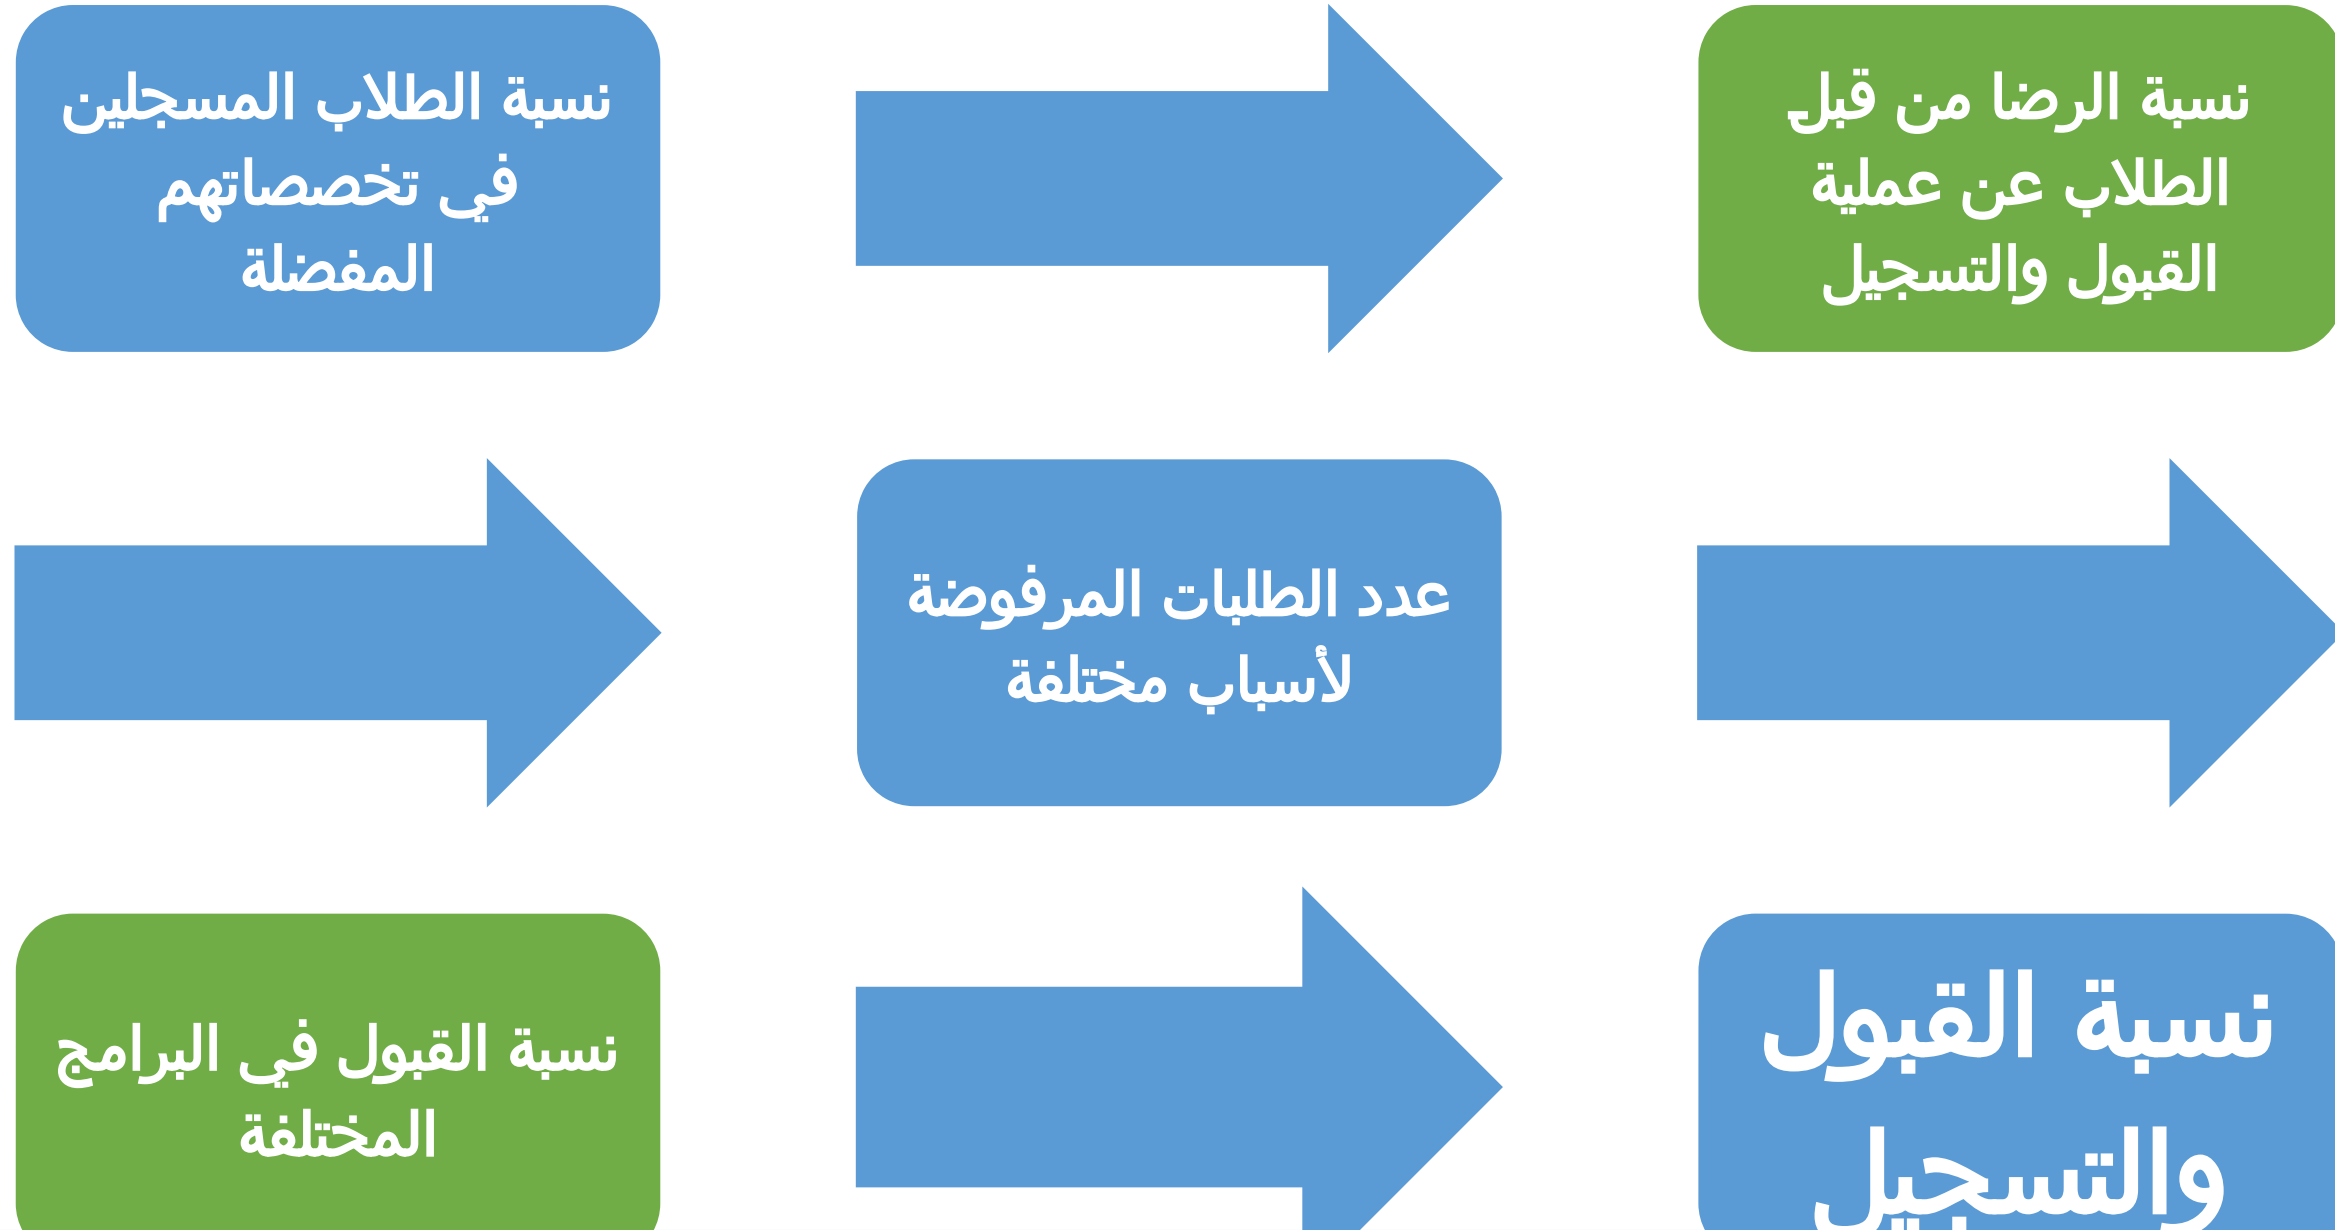 نسبة الرضا من قبل
الطلاب عن عملية
القبول والتسجيل
نسبة الطلاب المسجلين
في تخصصاتهم
المفضلة
عدد الطلبات المرفوضة
لأسباب مختلفة
نسبة القبول
والتسجيل
نسبة القبول في البرامج
المختلفة